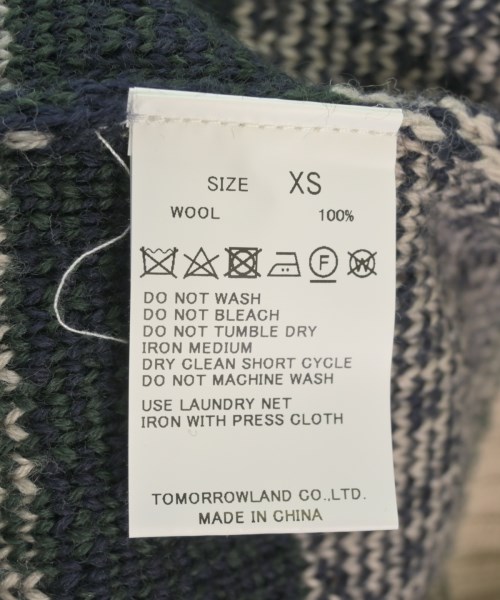 SIZE XS
WOOL 100%
F W
DO NOT WASH
DO NOT BLEACH
DO NOT TUMBLE DRY
IRON MEDIUM
DRY CLEAN SHORT CYCLE
DO NOT MACHINE WASH
USE LAUNDRY NET
IRON WITH PRESS CLOTH
TOMORROWLAND CO.,LTD.
MADE IN CHINA